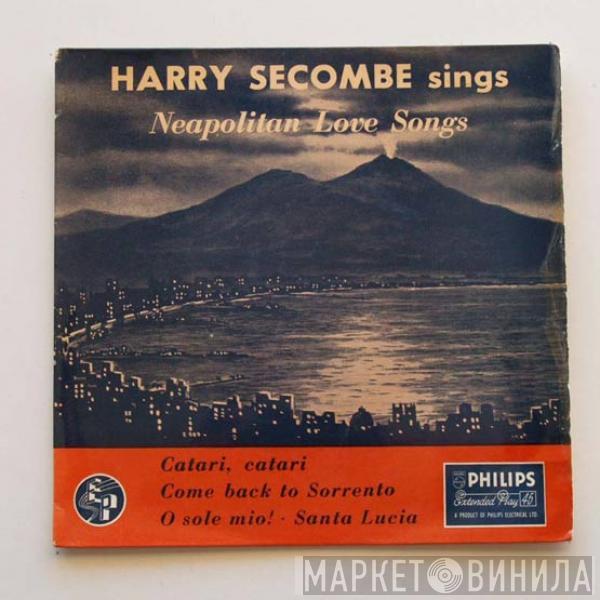 HARRY SECOMBE sings
Neapolitan Love Songs
Catari, catari
Come back to Sorrento
O sole mio! · Santa Lucia
EP
PHILIPS
Extended Play 45
A PRODUCT OF PHILIPS ELECTRICAL LTD.
МАРКЕТ ВИНИЛА